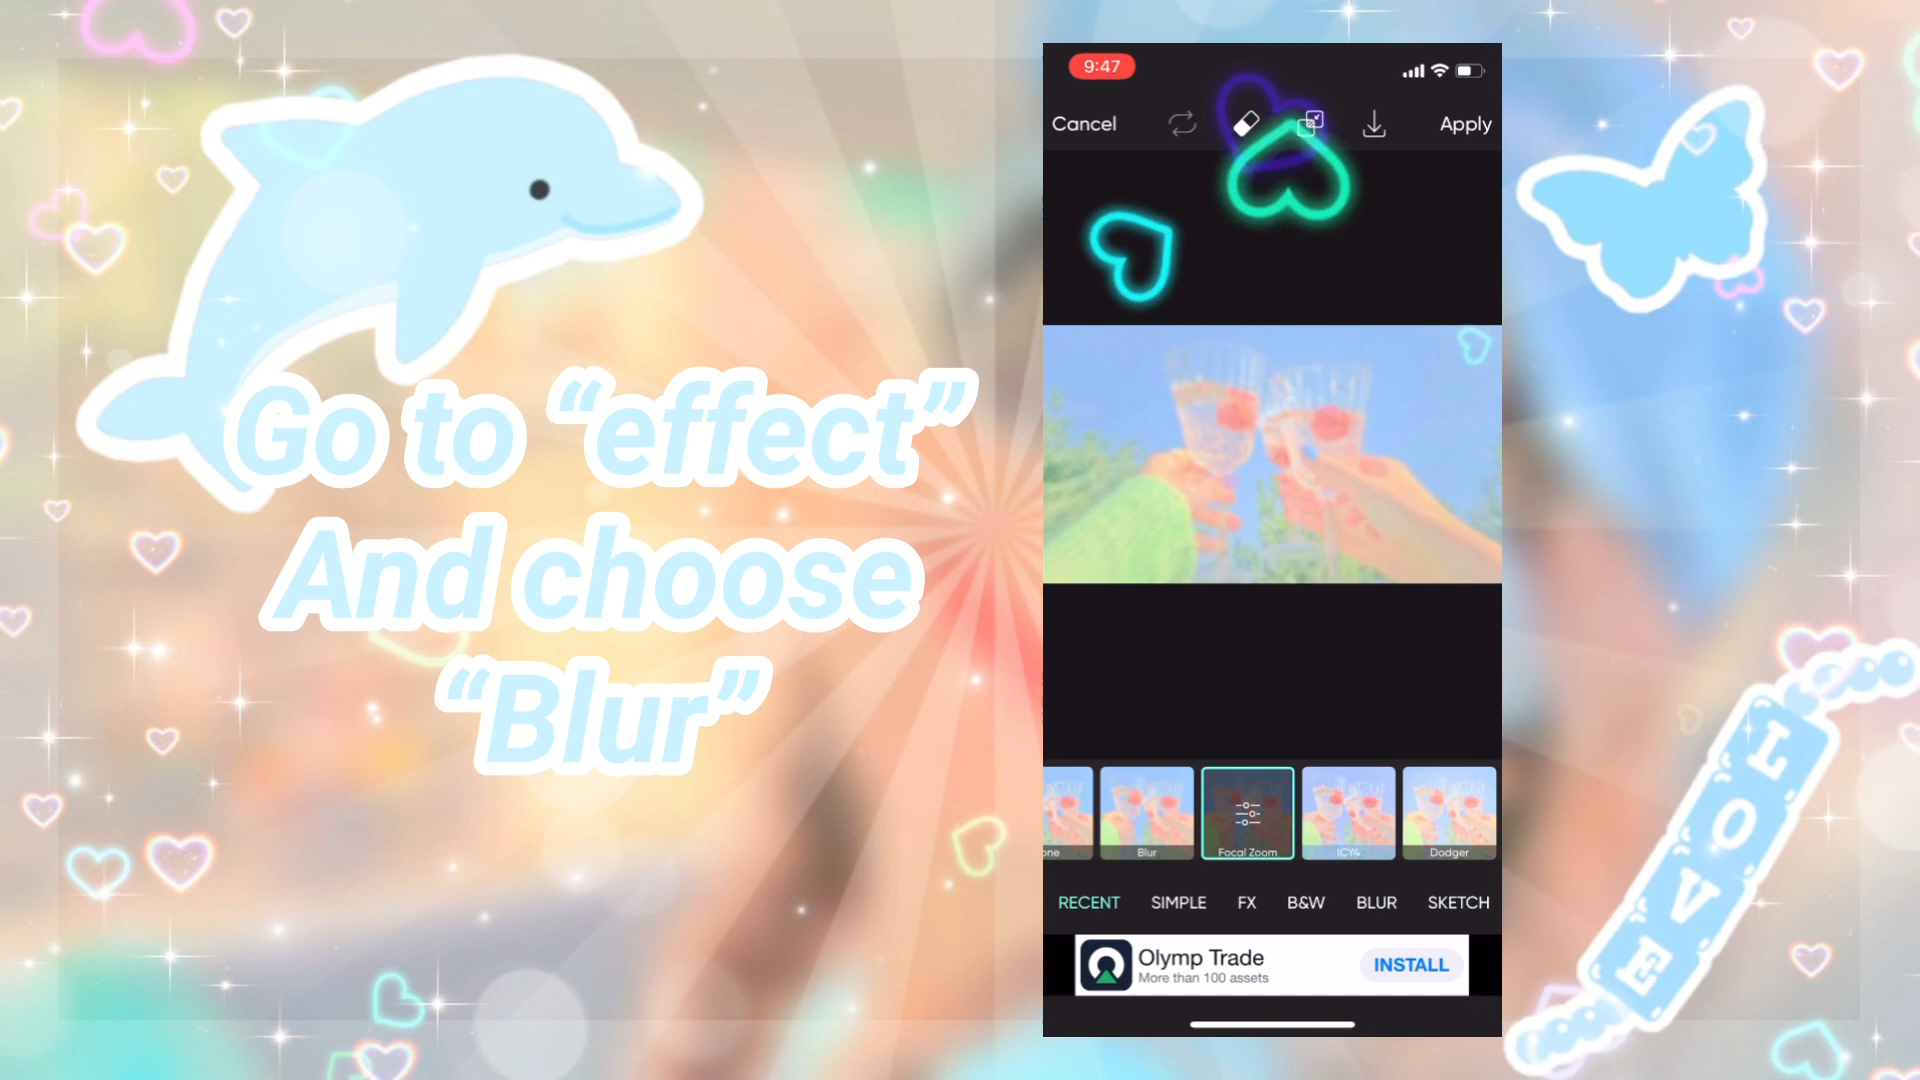 Go to “effect”
And choose
“Blur”
9:47
Cancel
Apply
one
Blur
Focal Zoom
ICY4
Dodger
RECENT
SIMPLE
FX
B&W
BLUR
SKETCH
Olymp Trade
More than 100 assets
INSTALL
LOVE